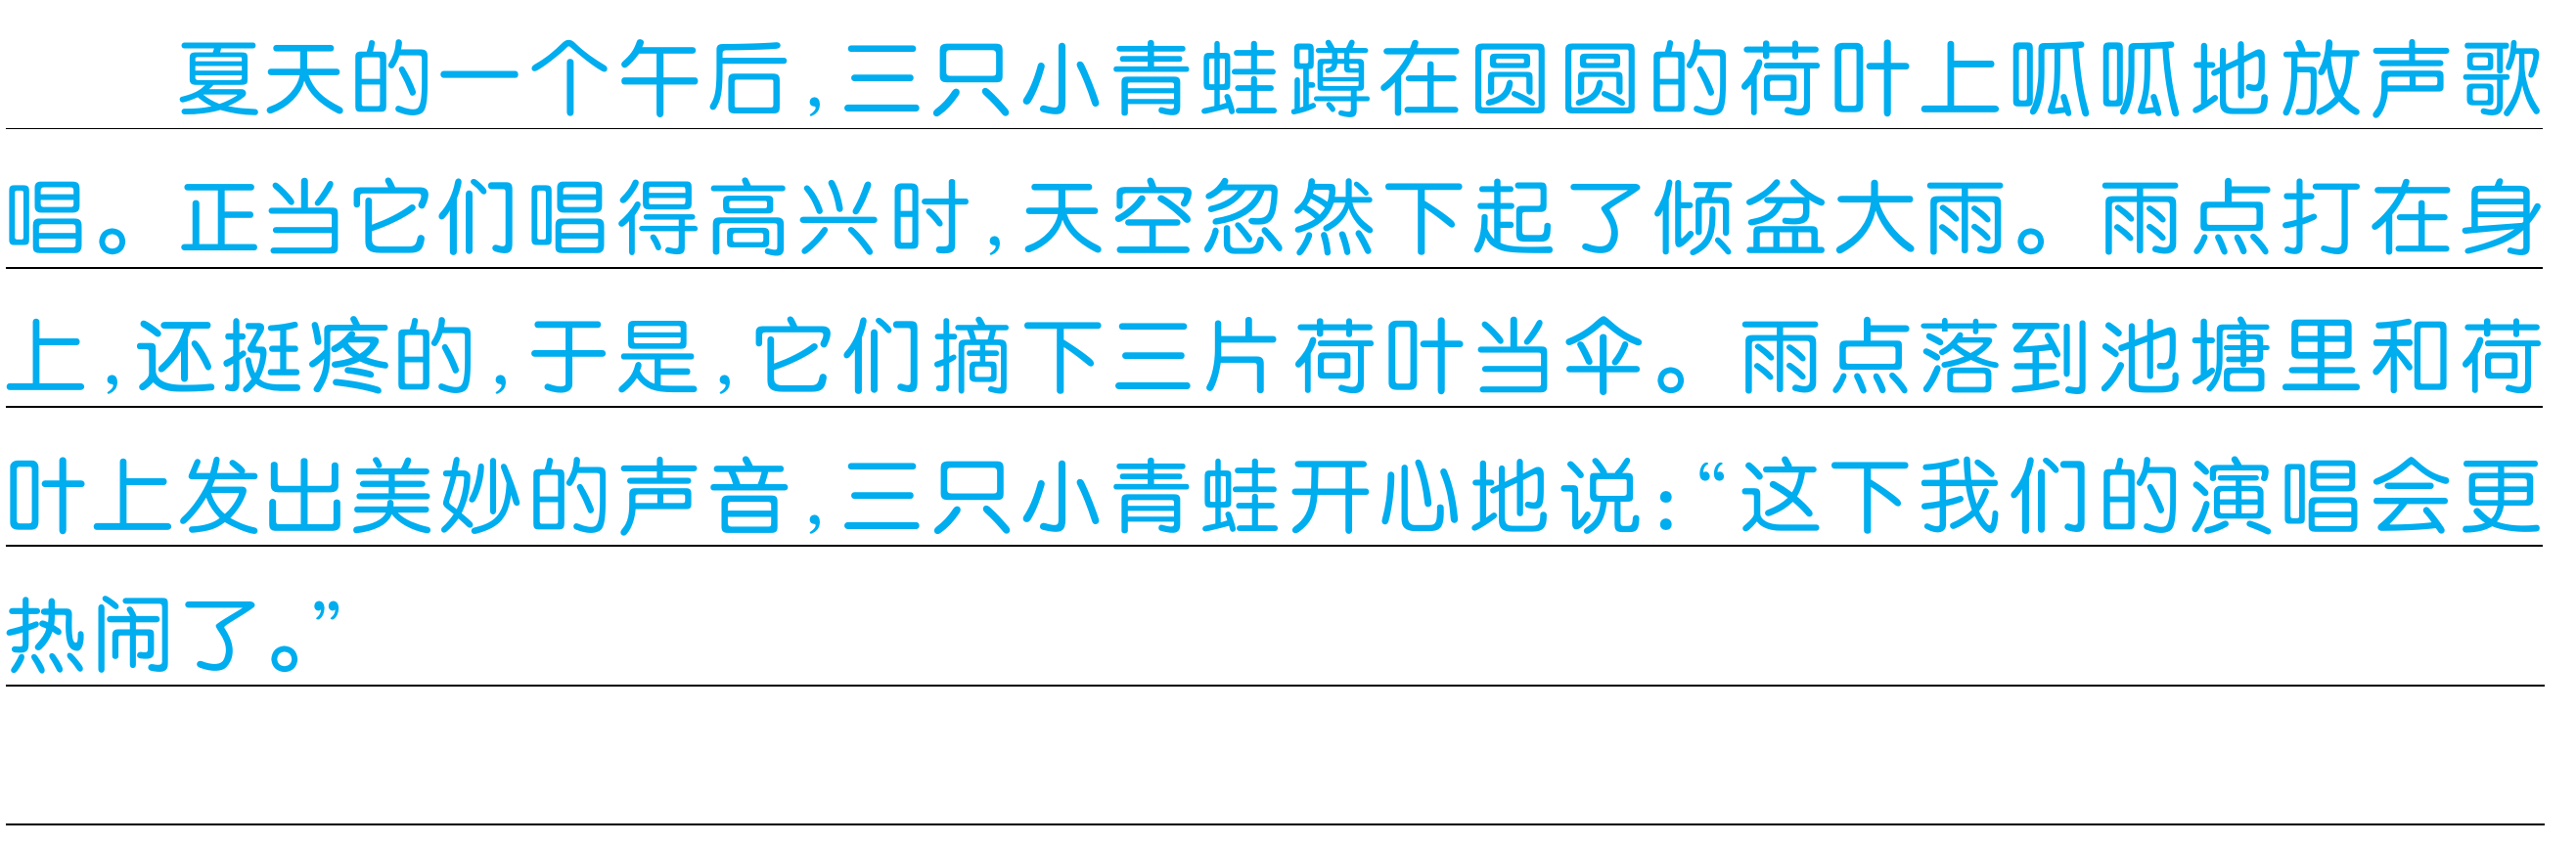 夏天的一个午后,三只小青蛙蹲在圆圆的荷叶上呱呱地放声歌
唱。正当它们唱得高兴时,天空忽然下起了倾盆大雨。雨点打在身
上,还挺疼的,于是,它们摘下三片荷叶当伞。雨点落到池塘里和荷
叶上发出美妙的声音,三只小青蛙开心地说:“这下我们的演唱会更
热闹了。”